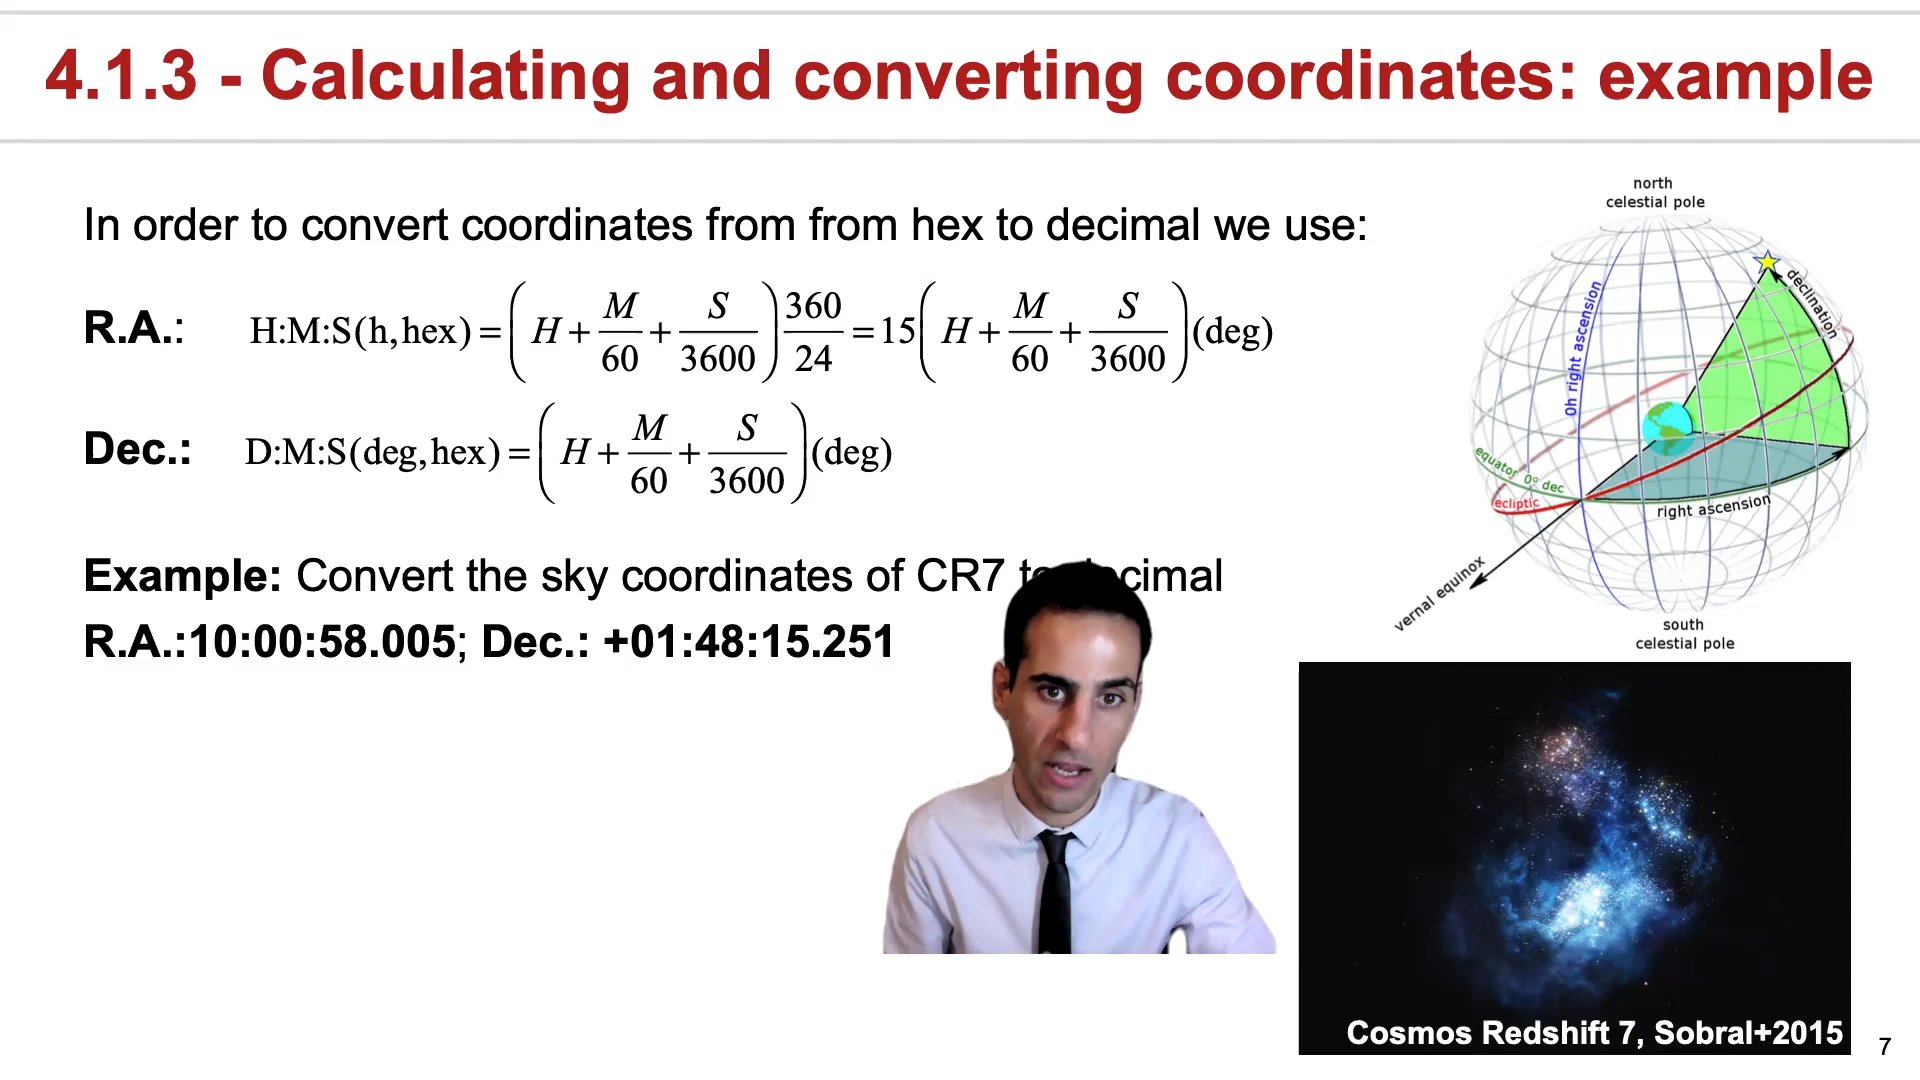 4.1.3 - Calculating and converting coordinates: example
In order to convert coordinates from from hex to decimal we use:
R.A.: H:M:S(h,hex) = ( H + M/60 + S/3600 ) 360/24 = 15( H + M/60 + S/3600 )(deg)
Dec.: D:M:S(deg,hex) = ( H + M/60 + S/3600 )(deg)
Example: Convert the sky coordinates of CR7 cimal
R.A.:10:00:58.005; Dec.: +01:48:15.251
north
celestial pole
declination
0h right ascension
equator 0° dec
ecliptic
right ascension
vernal equinox
south
celestial pole
Cosmos Redshift 7, Sobral+2015
7